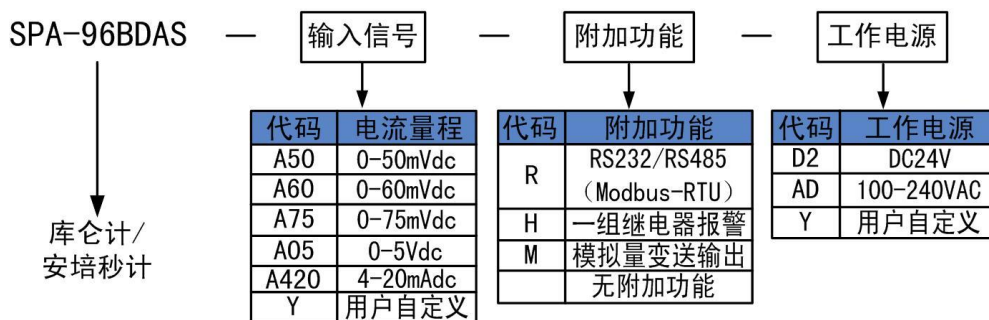 SPA-96BDAS — 输入信号 — 附加功能 — 工作电源
代码 电流量程
A50 0-50mVdc
A60 0-60mVdc
A75 0-75mVdc
A05 0-5Vdc
A420 4-20mAdc
Y 用户自定义
代码 附加功能
R RS232/RS485
(Modbus-RTU)
H 一组继电器报警
M 模拟量变送输出
无附加功能
代码 工作电源
D2 DC24V
AD 100-240VAC
Y 用户自定义
库仑计/
安培秒计